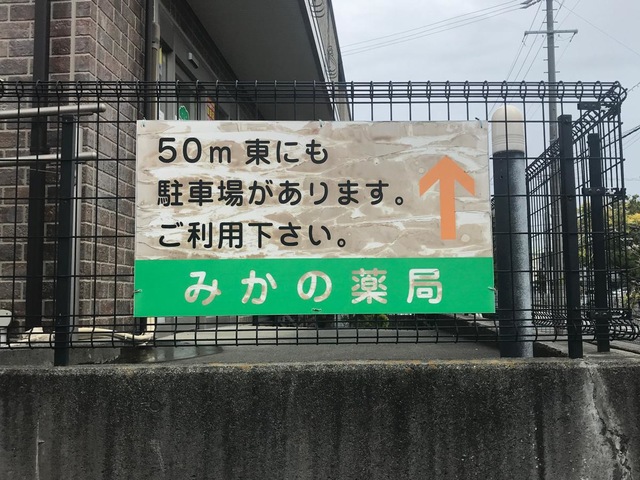 50m 東にも
駐車場があります。
ご利用下さい。
みかの薬局